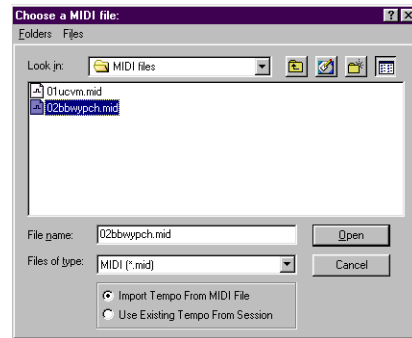 Choose a MIDI file:
Folders Files
Look in: MIDI files
01ucvm.mid
02bbwypch.mid
File name: 02bbwypch.mid Open
Files of type: MIDI (*.mid) Cancel
Import Tempo From MIDI File
Use Existing Tempo From Session